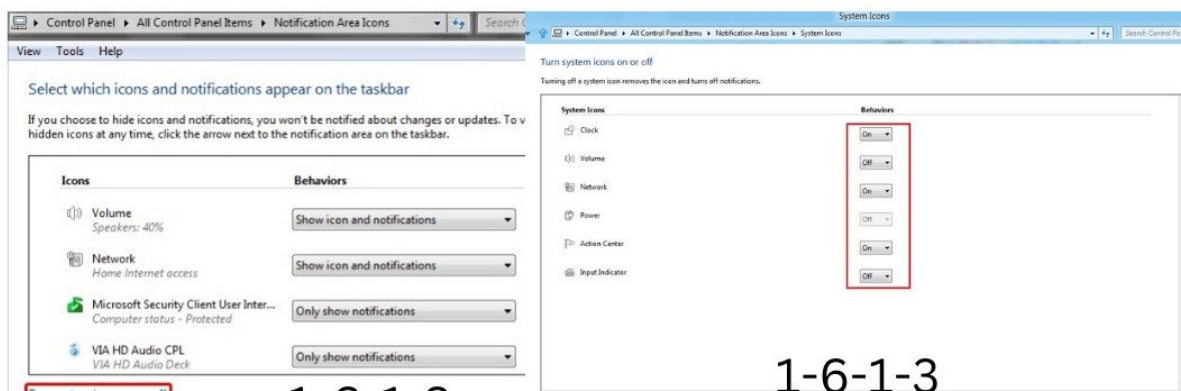 Control Panel ▸ All Control Panel Items ▸ Notification Area Icons
View Tools Help
Select which icons and notifications appear on the taskbar
If you choose to hide icons and notifications, you won't be notified about changes or updates. To v
hidden icons at any time, click the arrow next to the notification area on the taskbar.
Icons Behaviors
Volume Show icon and notifications
Speakers: 40%
Network Show icon and notifications
Home Internet access
Microsoft Security Client User Inter... Only show notifications
Computer status - Protected
VIA HD Audio CPL Only show notifications
VIA HD Audio Deck
System Icons
Control Panel ▸ All Control Panel Items ▸ Notification Area Icons ▸ System Icons Search Control Pa
Turn system icons on or off
Turning off a system icon removes the icon and turns off notifications.
System Icons Behaviors
Clock On
Volume Off
Network On
Power Off
Action Center On
Input Indicator Off
1-6-1-3